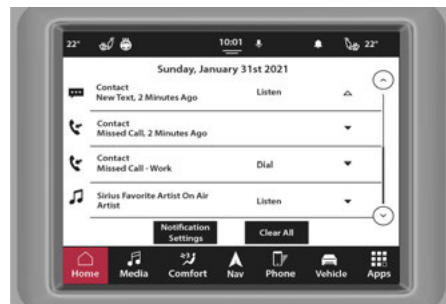 22° 10:01 22°
Sunday, January 31st 2021
Contact
New Text, 2 Minutes Ago Listen
Contact
Missed Call, 2 Minutes Ago
Contact
Missed Call - Work Dial
Sirius Favorite Artist On Air
Artist Listen
Notification
Settings Clear All
Home Media Comfort Nav Phone Vehicle Apps